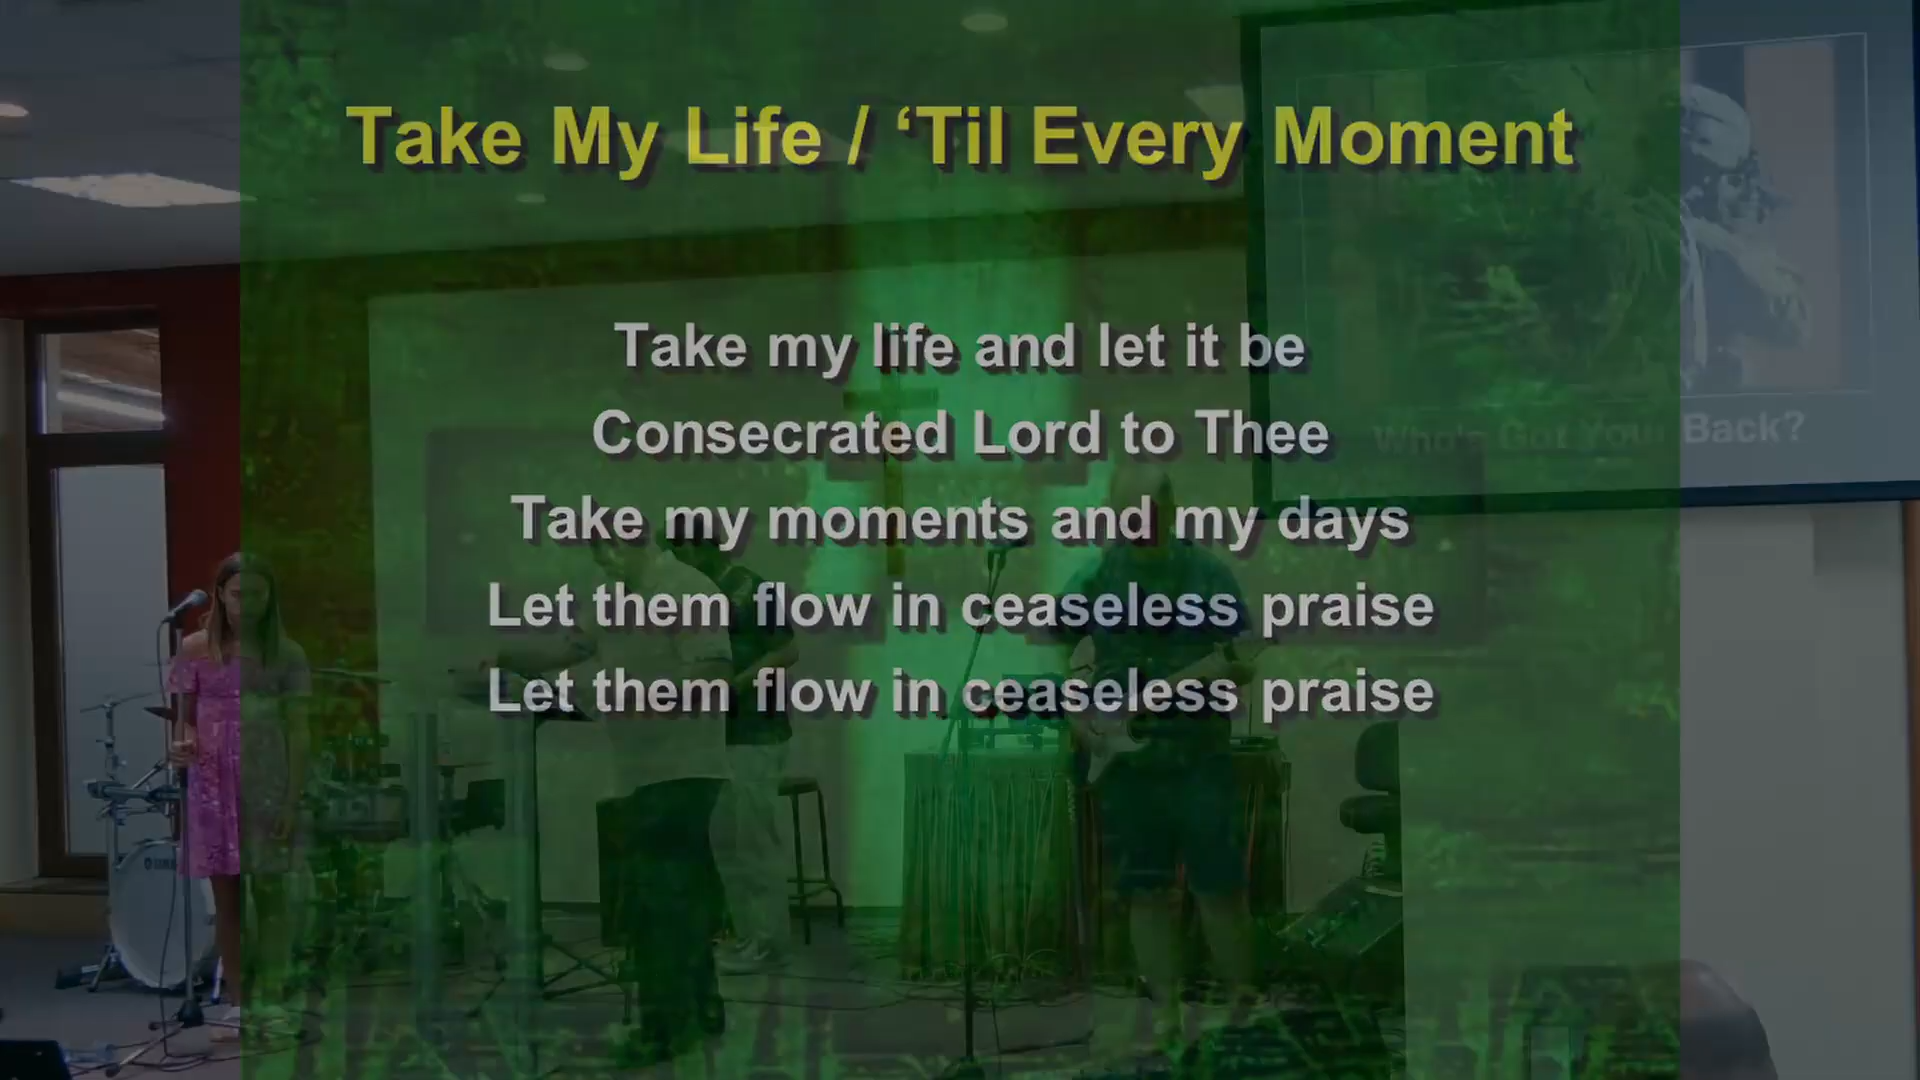 Take My Life / ‘Til Every Moment
Take my life and let it be
Consecrated Lord to Thee
Who's Got Your Back?
Take my moments and my days
Let them flow in ceaseless praise
Let them flow in ceaseless praise